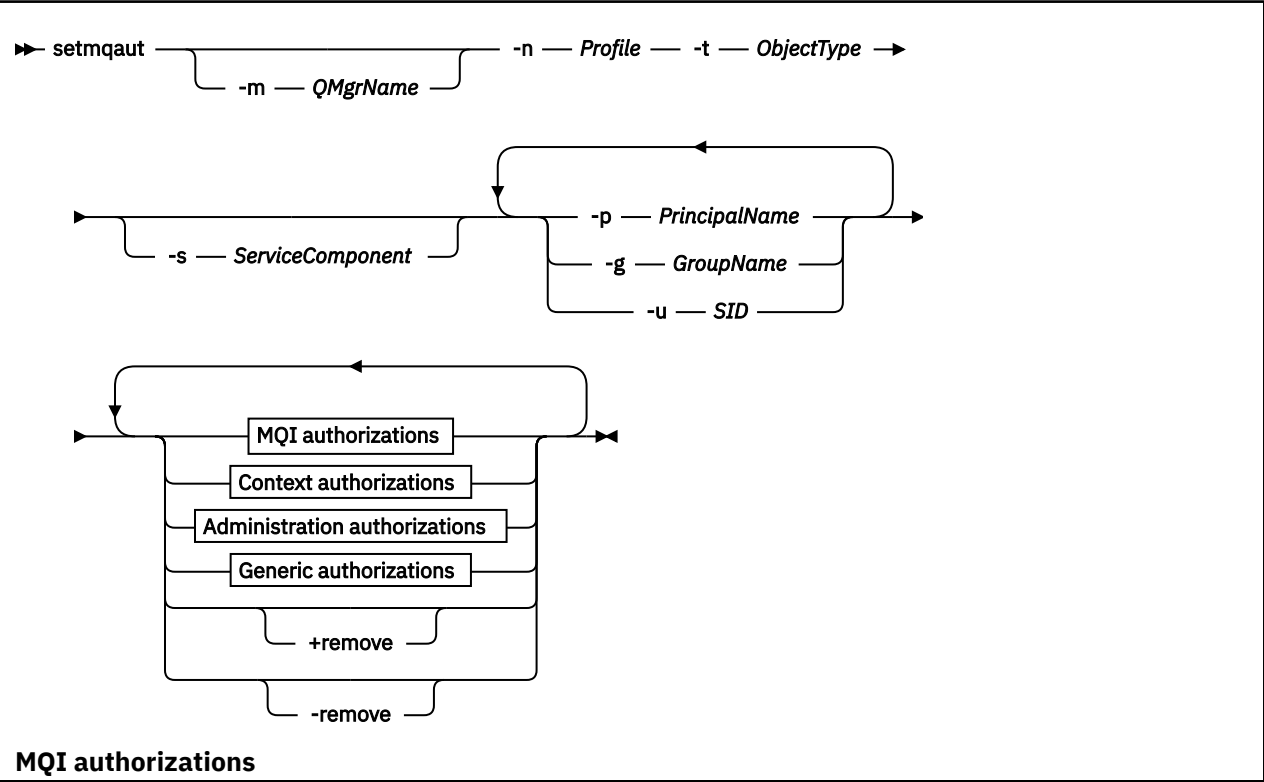 setmqaut -n Profile -t ObjectType
-m QMgrName
-p PrincipalName
-s ServiceComponent
-g GroupName
-u SID
MQI authorizations
Context authorizations
Administration authorizations
Generic authorizations
+remove
-remove
MQI authorizations